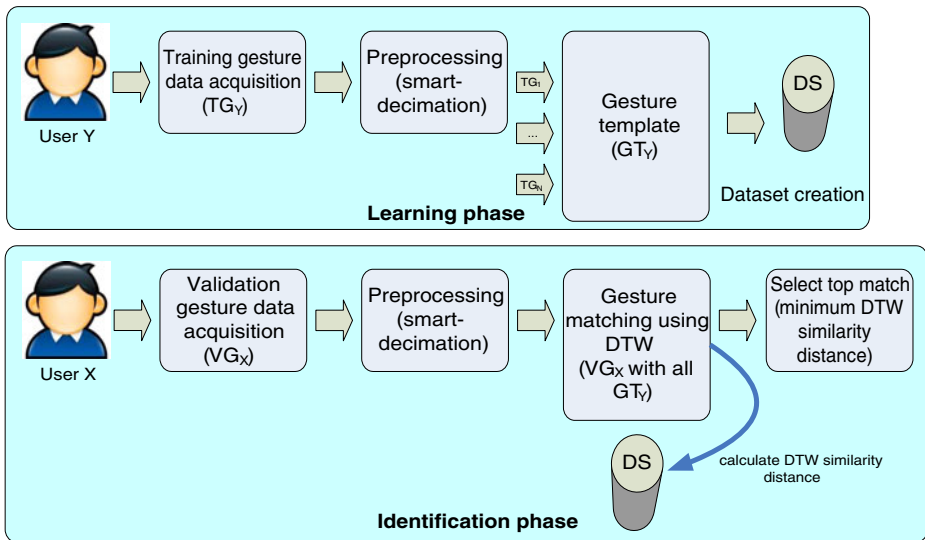 User Y
Training gesture
data acquisition
(TGY)
Preprocessing
(smart-
decimation)
TG1
...
TGN
Gesture
template
(GTY)
DS
Dataset creation
Learning phase
User X
Validation
gesture data
acquisition
(VGX)
Preprocessing
(smart-
decimation)
Gesture
matching using
DTW
(VGX with all
GTY)
Select top match
(minimum DTW
similarity
distance)
DS
calculate DTW similarity
distance
Identification phase